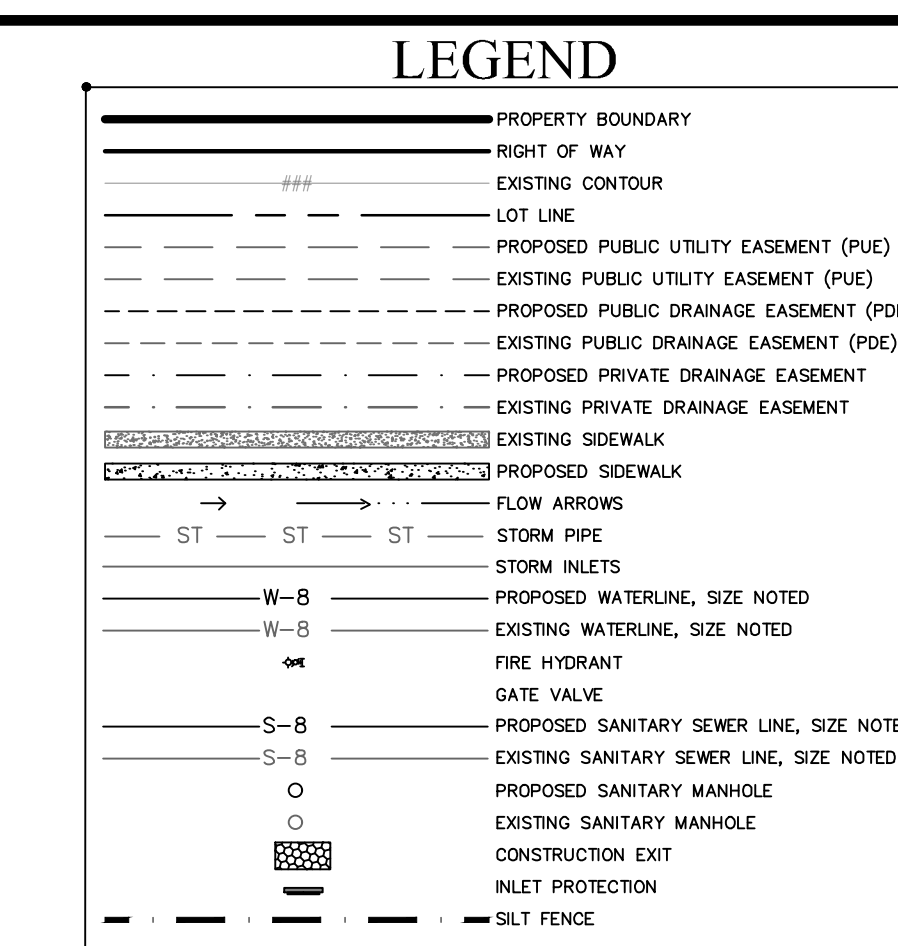 LEGEND
PROPERTY BOUNDARY
RIGHT OF WAY
### EXISTING CONTOUR
LOT LINE
PROPOSED PUBLIC UTILITY EASEMENT (PUE)
EXISTING PUBLIC UTILITY EASEMENT (PUE)
PROPOSED PUBLIC DRAINAGE EASEMENT (PD
EXISTING PUBLIC DRAINAGE EASEMENT (PDE)
PROPOSED PRIVATE DRAINAGE EASEMENT
EXISTING PRIVATE DRAINAGE EASEMENT
EXISTING SIDEWALK
PROPOSED SIDEWALK
FLOW ARROWS
ST ST ST STORM PIPE
STORM INLETS
W-8 PROPOSED WATERLINE, SIZE NOTED
W-8 EXISTING WATERLINE, SIZE NOTED
FIRE HYDRANT
GATE VALVE
S-8 PROPOSED SANITARY SEWER LINE, SIZE NOTE
S-8 EXISTING SANITARY SEWER LINE, SIZE NOTED
PROPOSED SANITARY MANHOLE
EXISTING SANITARY MANHOLE
CONSTRUCTION EXIT
INLET PROTECTION
SILT FENCE